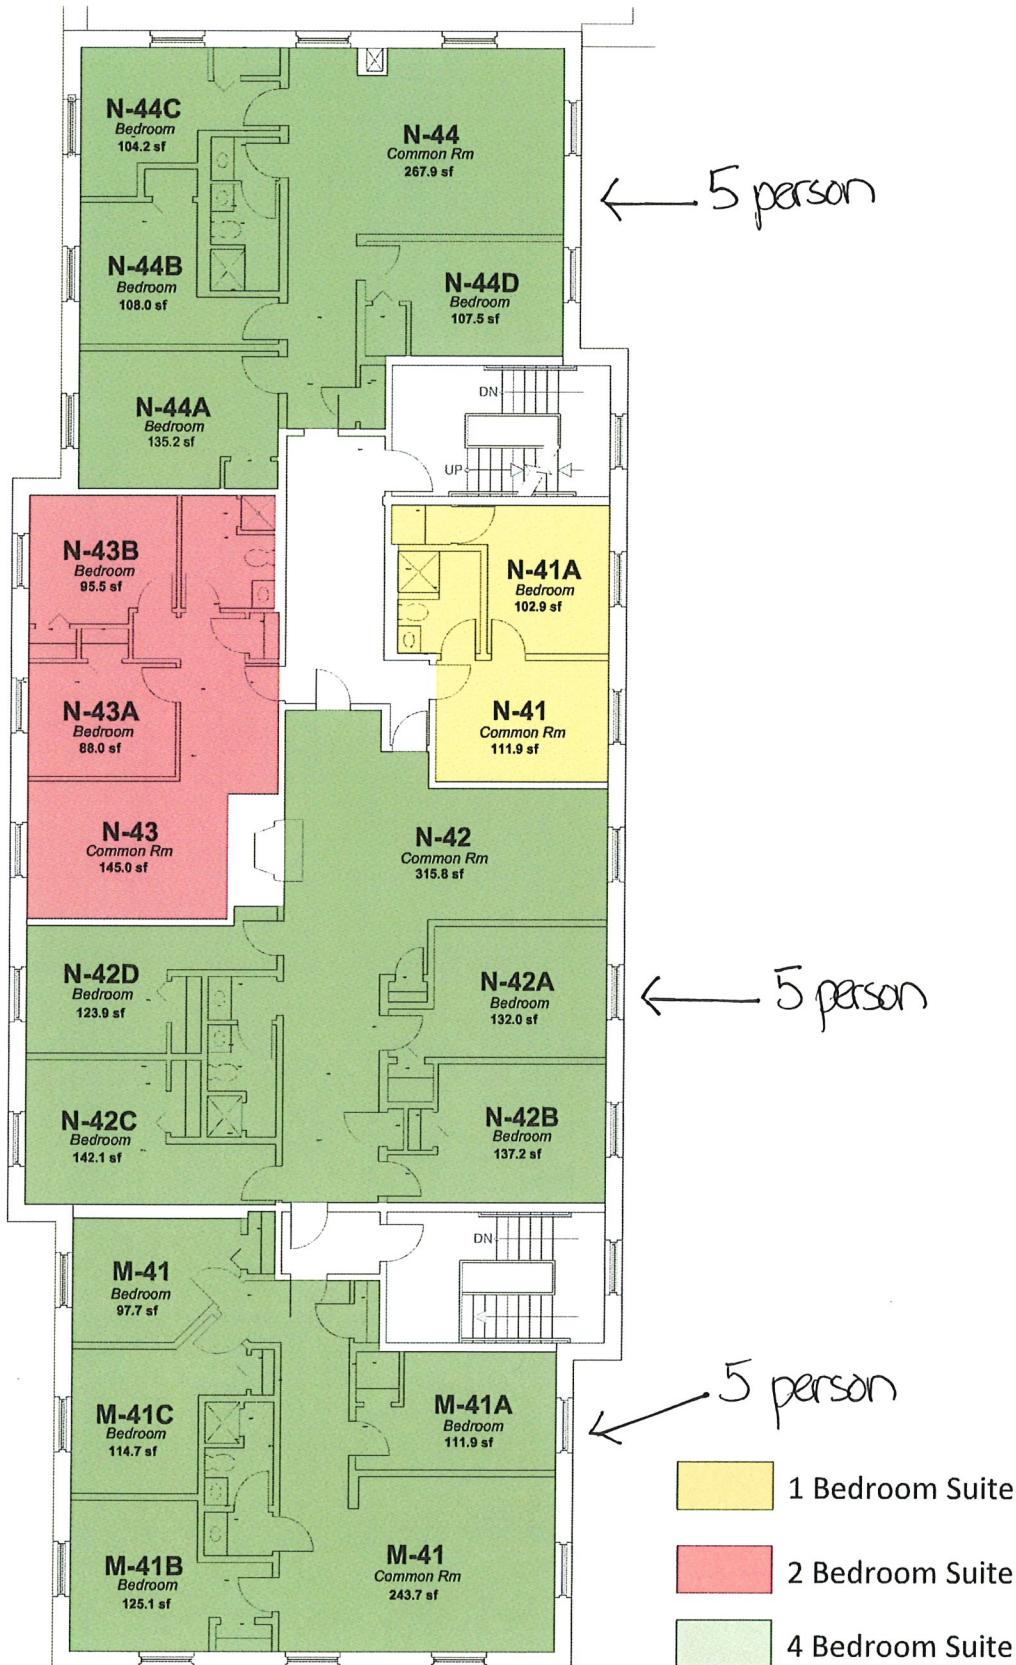 N-44C
Bedroom
104.2 sf
N-44
Common Rm
267.9 sf
5 person
N-44B
Bedroom
108.0 sf
N-44D
Bedroom
107.5 sf
N-44A
Bedroom
135.2 sf
DN
UP
N-43B
Bedroom
95.5 sf
N-41A
Bedroom
102.9 sf
N-43A
Bedroom
88.0 sf
N-41
Common Rm
111.9 sf
N-43
Common Rm
145.0 sf
N-42
Common Rm
315.8 sf
N-42D
Bedroom
123.9 sf
N-42A
Bedroom
132.0 sf
5 person
N-42C
Bedroom
142.1 sf
N-42B
Bedroom
137.2 sf
DN
M-41
Bedroom
97.7 sf
M-41C
Bedroom
114.7 sf
M-41A
Bedroom
111.9 sf
5 person
M-41B
Bedroom
125.1 sf
M-41
Common Rm
243.7 sf
1 Bedroom Suite
2 Bedroom Suite
4 Bedroom Suite